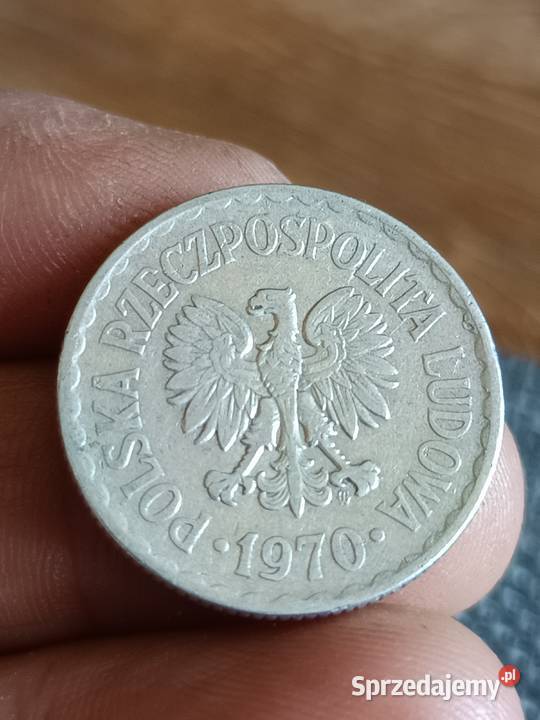 POLSKA RZECZPOSPOLITA LUDOWA
· 1970 ·
Sprzedajemy.pl